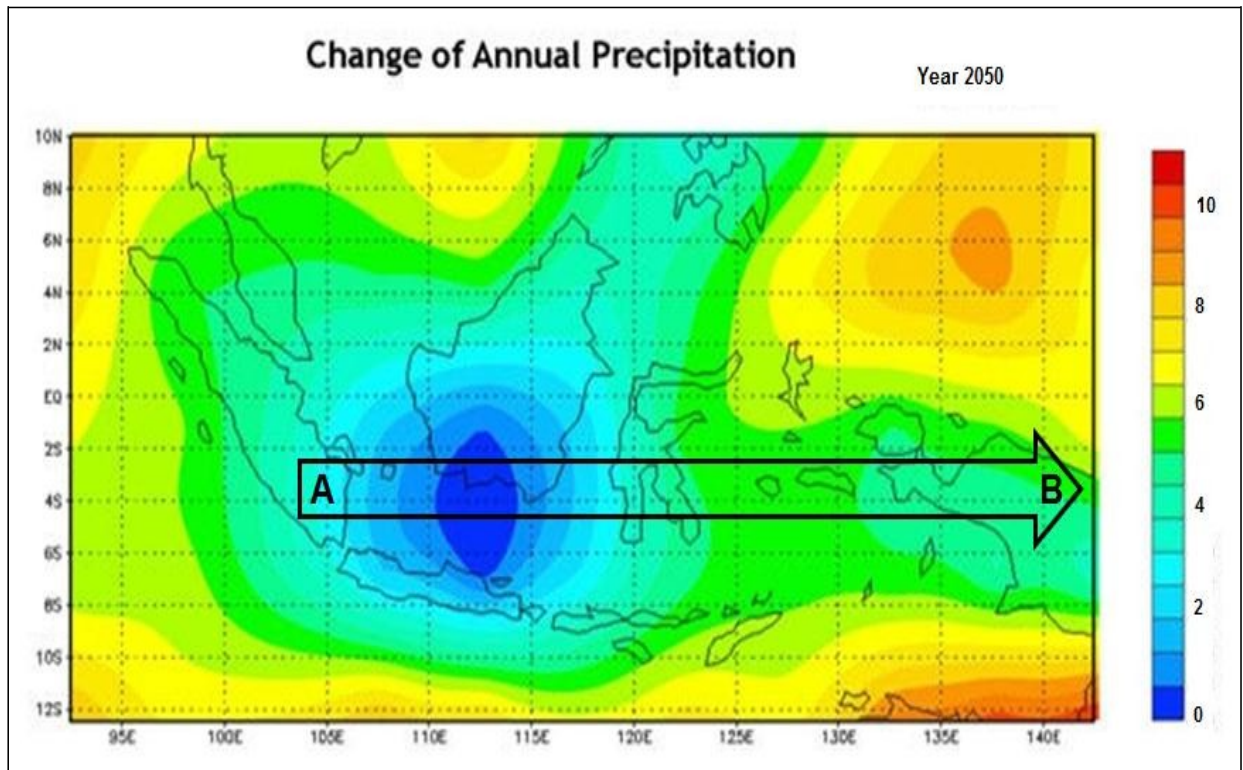 Change of Annual Precipitation
Year 2050
10N
8N
6N
4N
2N
EQ
2S
4S
6S
8S
10S
12S
A
B
95E 100E 105E 110E 115E 120E 125E 130E 135E 140E
10
8
6
4
2
0